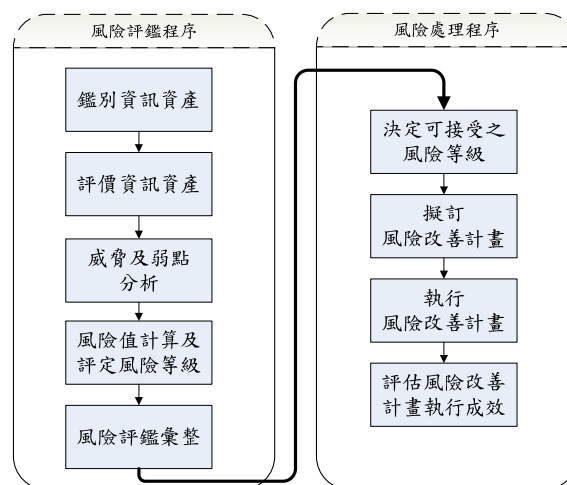 風險評鑑程序
鑑別資訊資產
評價資訊資產
威脅及弱點
分析
風險值計算及
評定風險等級
風險評鑑彙整
風險處理程序
決定可接受之
風險等級
擬訂
風險改善計畫
執行
風險改善計畫
評估風險改善
計畫執行成效